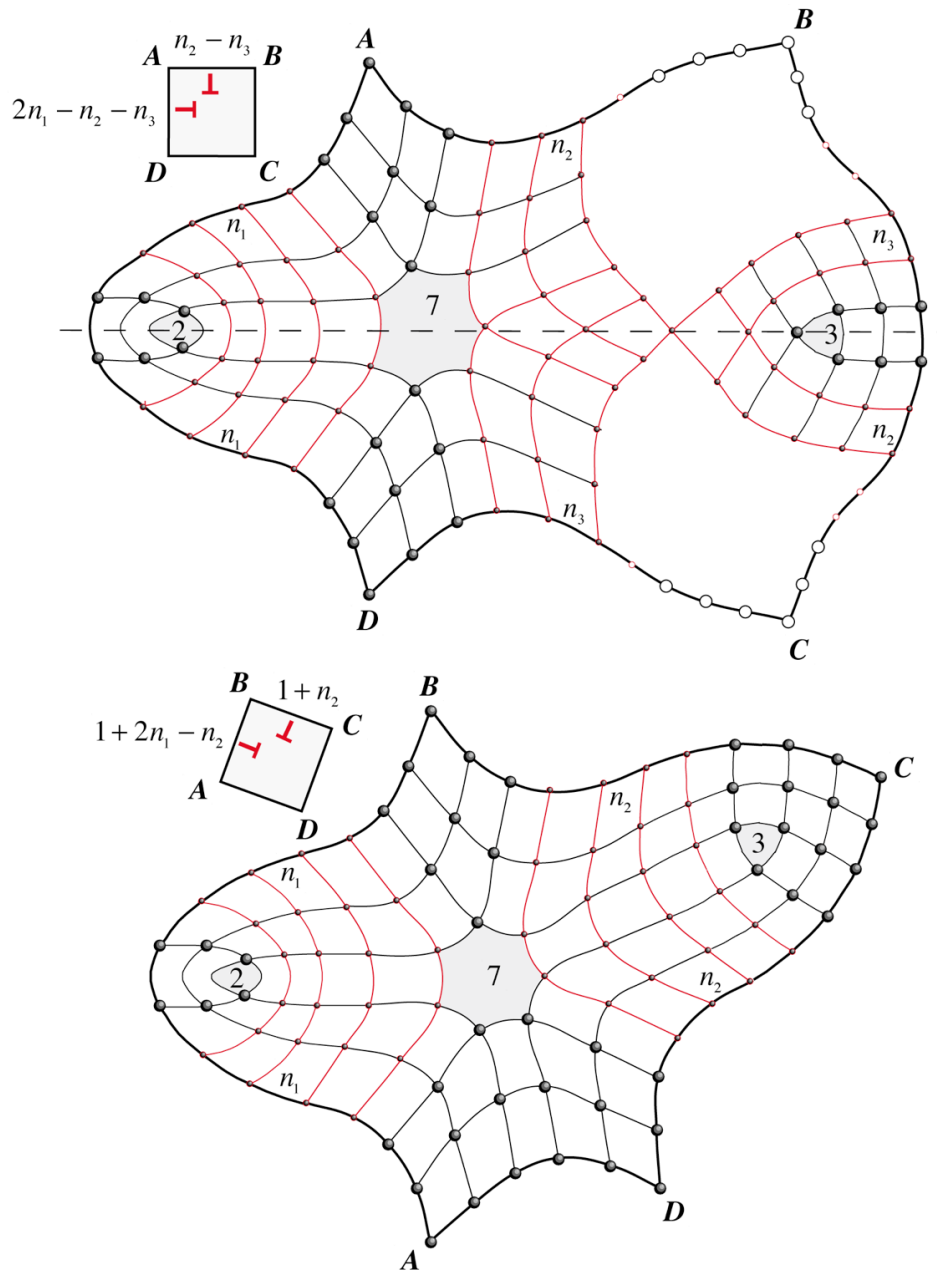 n₂ − n₃
A
B
2n₁ − n₂ − n₃
D
C
A
B
n₂
n₁
n₃
7
2
3
n₁
n₂
n₃
D
C
B
1 + n₂
C
1 + 2n₁ − n₂
A
D
B
C
n₂
3
n₁
2
7
n₂
n₁
D
A